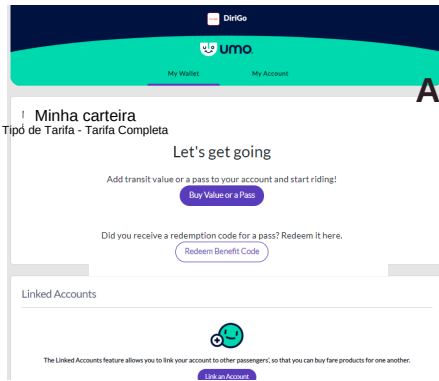 DiriGo
umo.
My Wallet My Account
A
Minha carteira
Tipo de Tarifa - Tarifa Completa
Let's get going
Add transit value or a pass to your account and start riding!
Buy Value or a Pass
Did you receive a redemption code for a pass? Redeem it here.
Redeem Benefit Code
Linked Accounts
The Linked Accounts feature allows you to link your account to other passengers', so that you can buy fare products for one another.
Link an Account